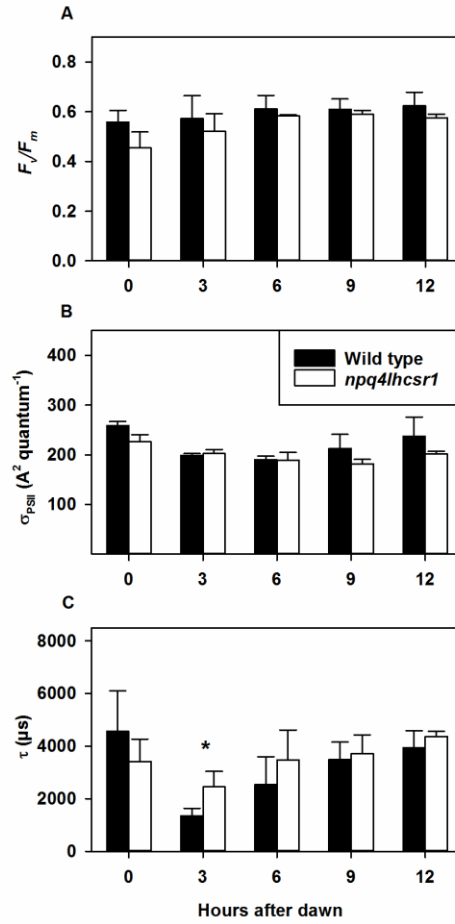 A
0.8
0.6
0.4
0.2
0.0
Fv/Fm
0 3 6 9 12
B
400
300
200
100
σPSII (A² quantum⁻¹)
Wild type
npq4lhcsr1
0 3 6 9 12
C
8000
6000
4000
2000
0
τ (μs)
*
0 3 6 9 12
Hours after dawn